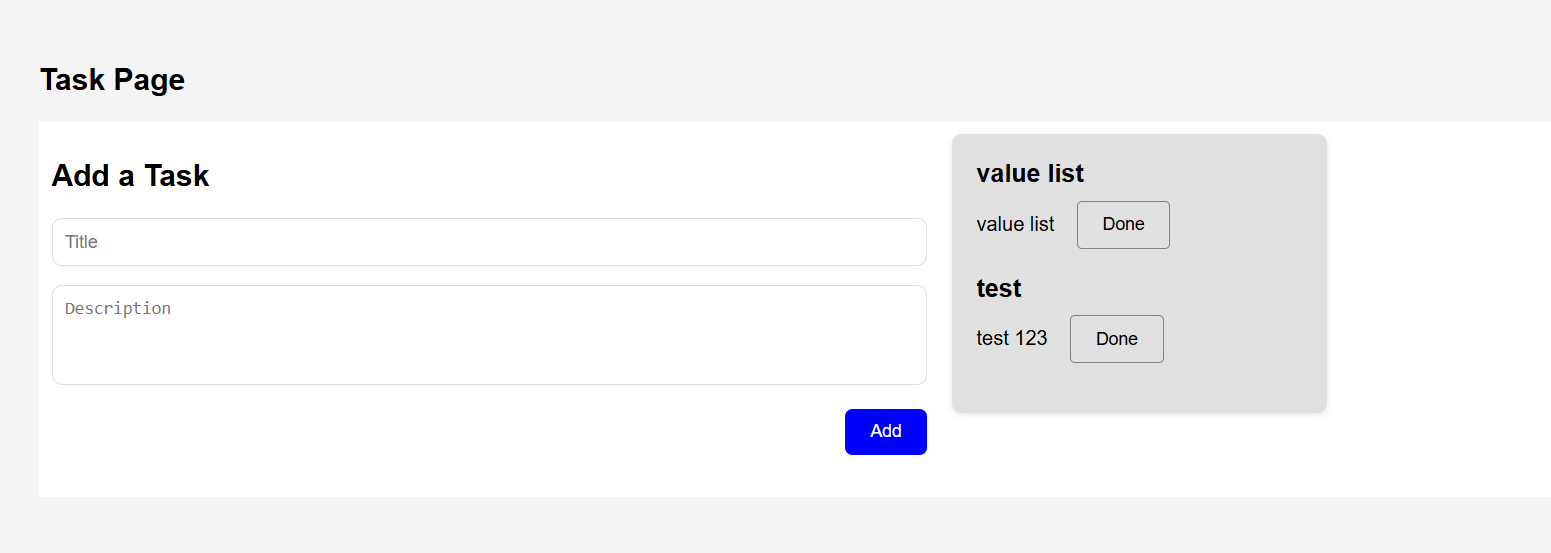 Task Page
Add a Task
Title
Description
Add
value list
value list Done
test
test 123 Done